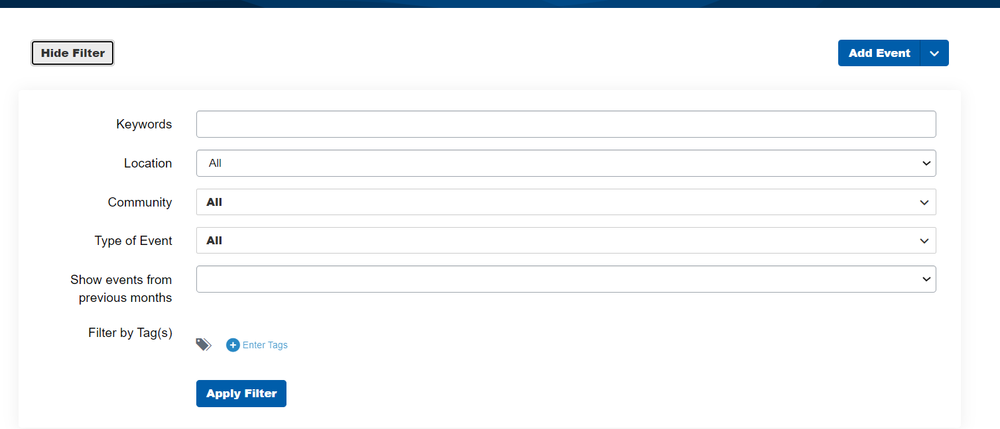 Hide Filter
Add Event
Keywords
Location
All
Community
All
Type of Event
All
Show events from
previous months
Filter by Tag(s)
Enter Tags
Apply Filter